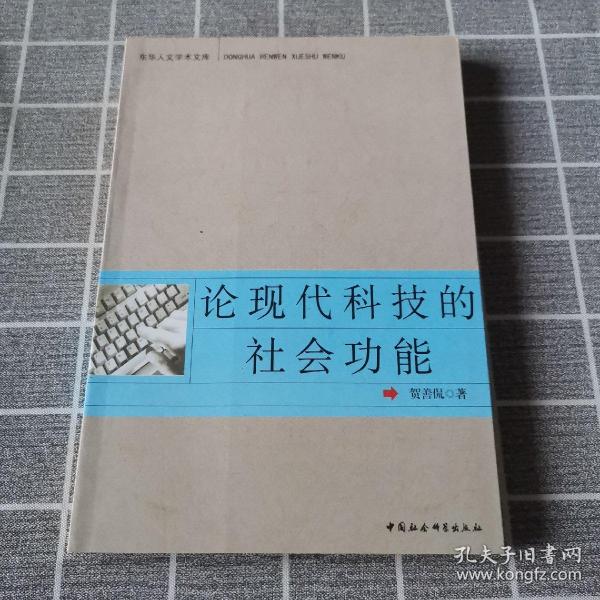 东华人文学术文库 DONGHUA RENWEN XUESHU WENKU
论现代科技的
社会功能
贺善侃◎著
中国社会科学出版社
孔夫子旧书网
www.kongfz.com